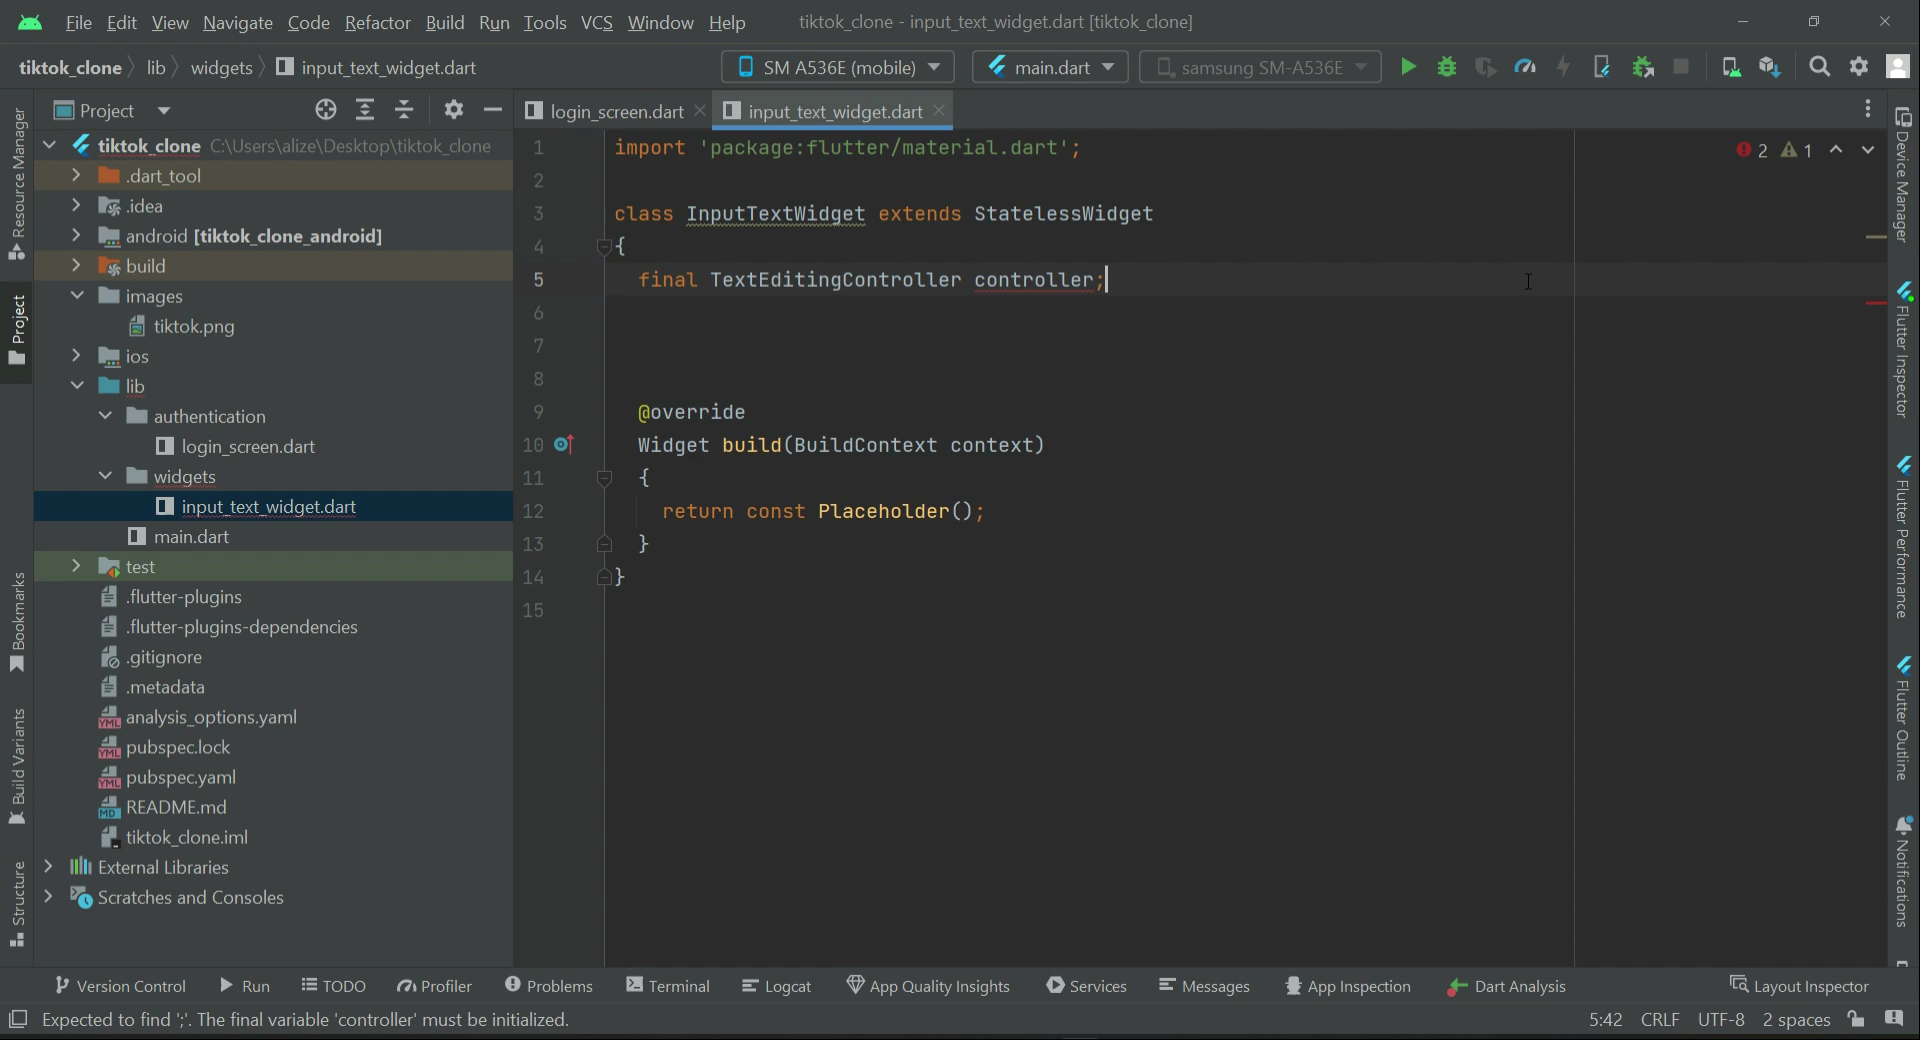 File Edit View Navigate Code Refactor Build Run Tools VCS Window Help tiktok_clone - input_text_widget.dart [tiktok_clone]
tiktok_clone lib widgets input_text_widget.dart SM A536E (mobile) main.dart samsung SM-A536E
Project login_screen.dart input_text_widget.dart
tiktok_clone C:\Users\alize\Desktop\tiktok_clone
.dart_tool
.idea
android [tiktok_clone_android]
build
images
tiktok.png
ios
lib
authentication
login_screen.dart
widgets
input_text_widget.dart
main.dart
test
.flutter-plugins
.flutter-plugins-dependencies
.gitignore
.metadata
analysis_options.yaml
pubspec.lock
pubspec.yaml
README.md
tiktok_clone.iml
External Libraries
Scratches and Consoles
1 import 'package:flutter/material.dart';
2
3 class InputTextWidget extends StatelessWidget
4 {
5 final TextEditingController controller;
6
7
8
9 @override
10 Widget build(BuildContext context)
11 {
12 return const Placeholder();
13 }
14 }
15
2 1
Resource Manager
Project
Bookmarks
Build Variants
Structure
Device Manager
Flutter Inspector
Flutter Performance
Flutter Outline
Notifications
Version Control Run TODO Profiler Problems Terminal Logcat App Quality Insights Services Messages App Inspection Dart Analysis Layout Inspector
Expected to find ';'. The final variable 'controller' must be initialized. 5:42 CRLF UTF-8 2 spaces